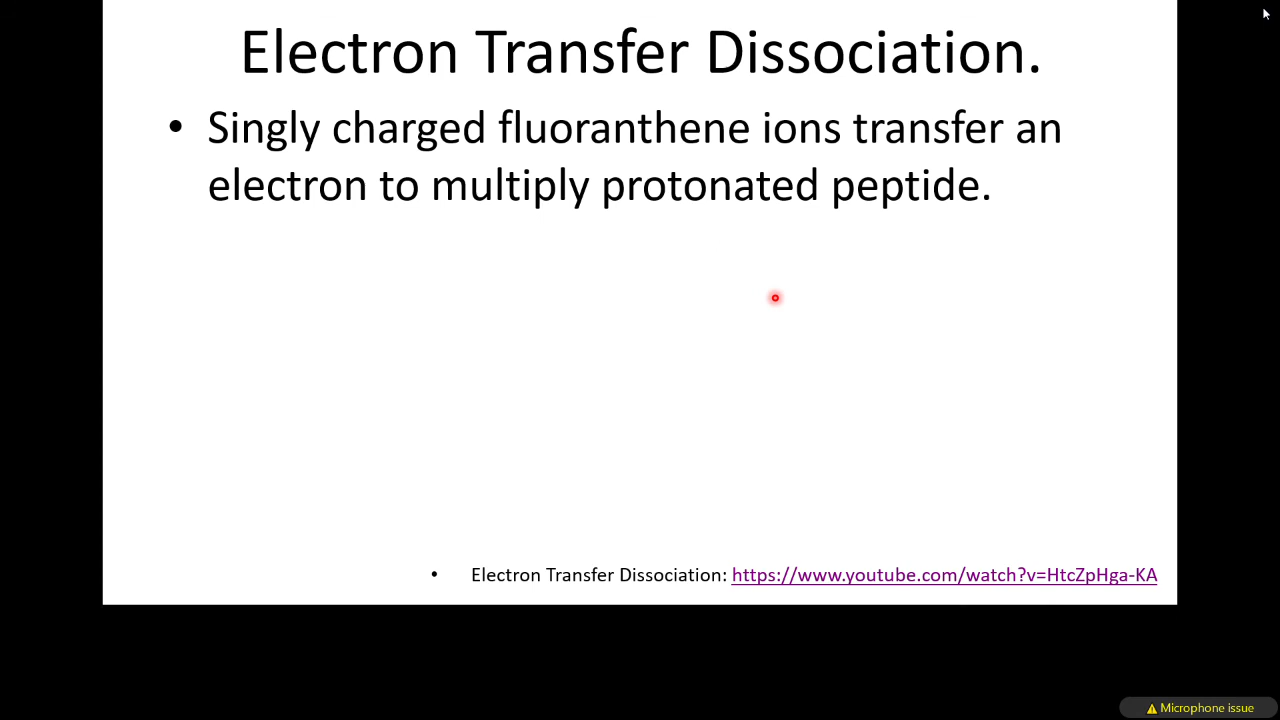 Electron Transfer Dissociation.
• Singly charged fluoranthene ions transfer an
electron to multiply protonated peptide.
• Electron Transfer Dissociation: https://www.youtube.com/watch?v=HtcZpHga-KA
Microphone issue